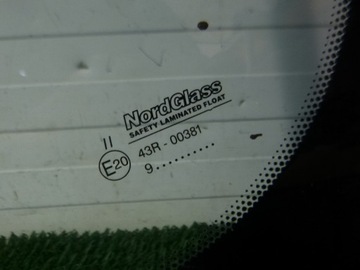 NordGlass
SAFETY LAMINATED FLOAT
II
E20
43R - 00381
9..........